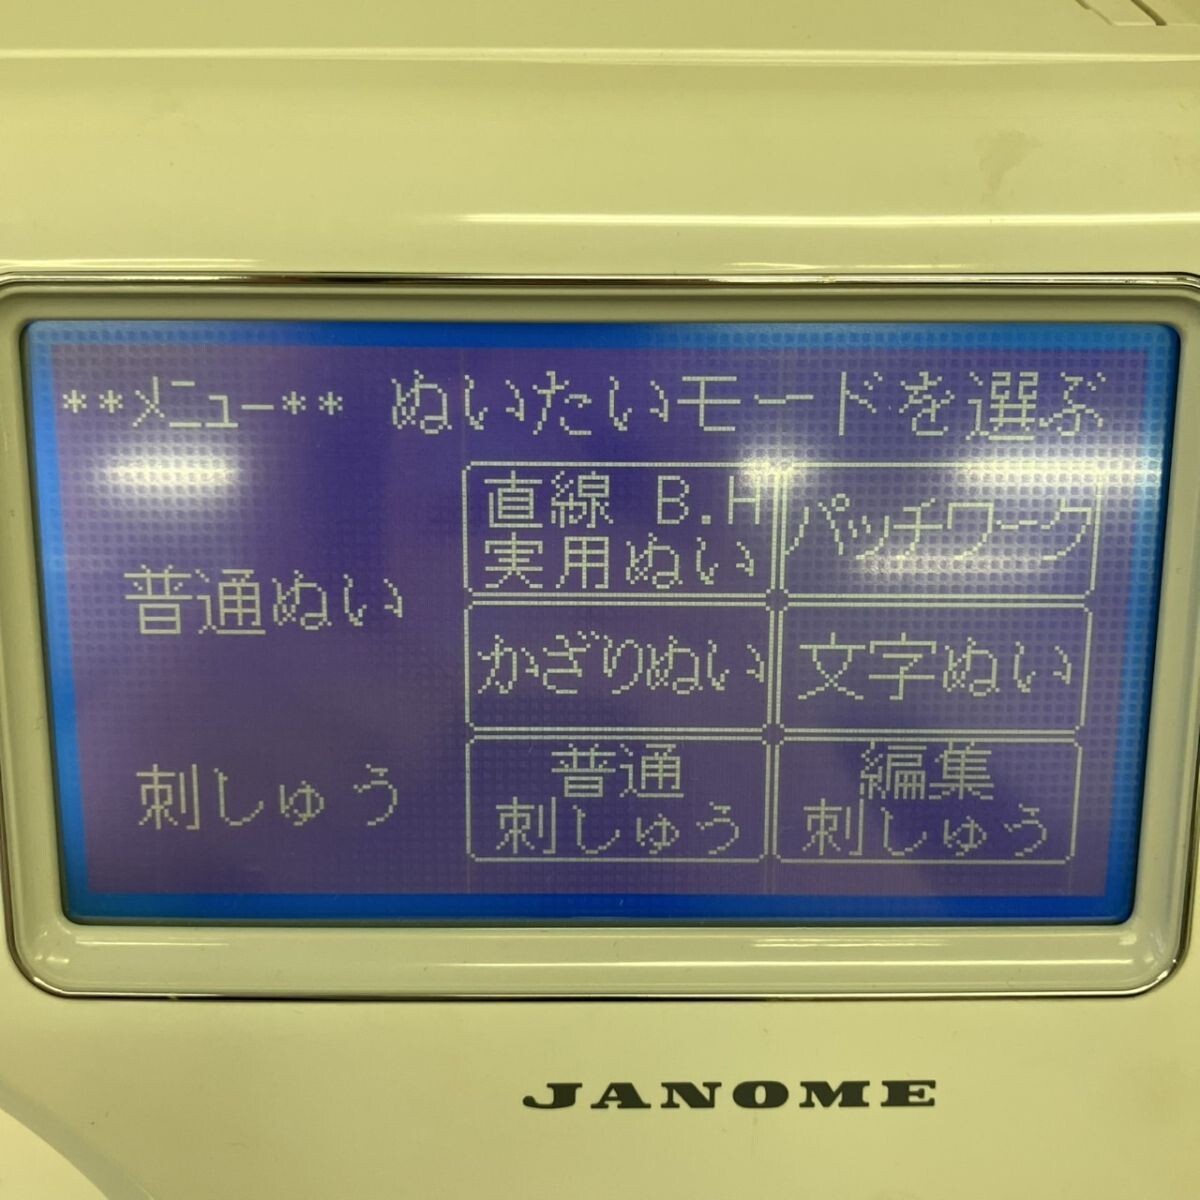 **メニュー** ぬいたいモードを選ぶ
普通ぬい
直線 B.H
実用ぬい
パッチワーク
かざりぬい
文字ぬい
刺しゅう
普通
刺しゅう
編集
刺しゅう
JANOME